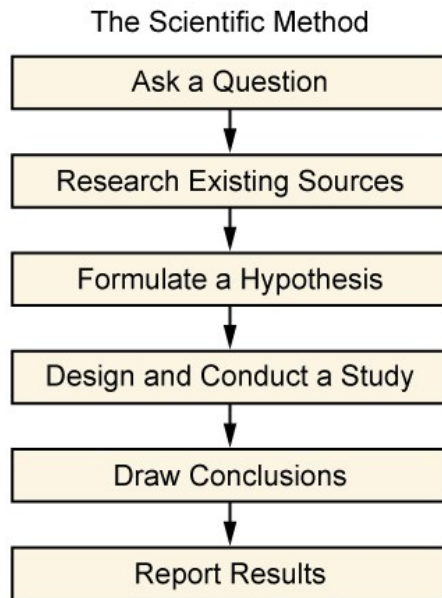 The Scientific Method
Ask a Question
Research Existing Sources
Formulate a Hypothesis
Design and Conduct a Study
Draw Conclusions
Report Results